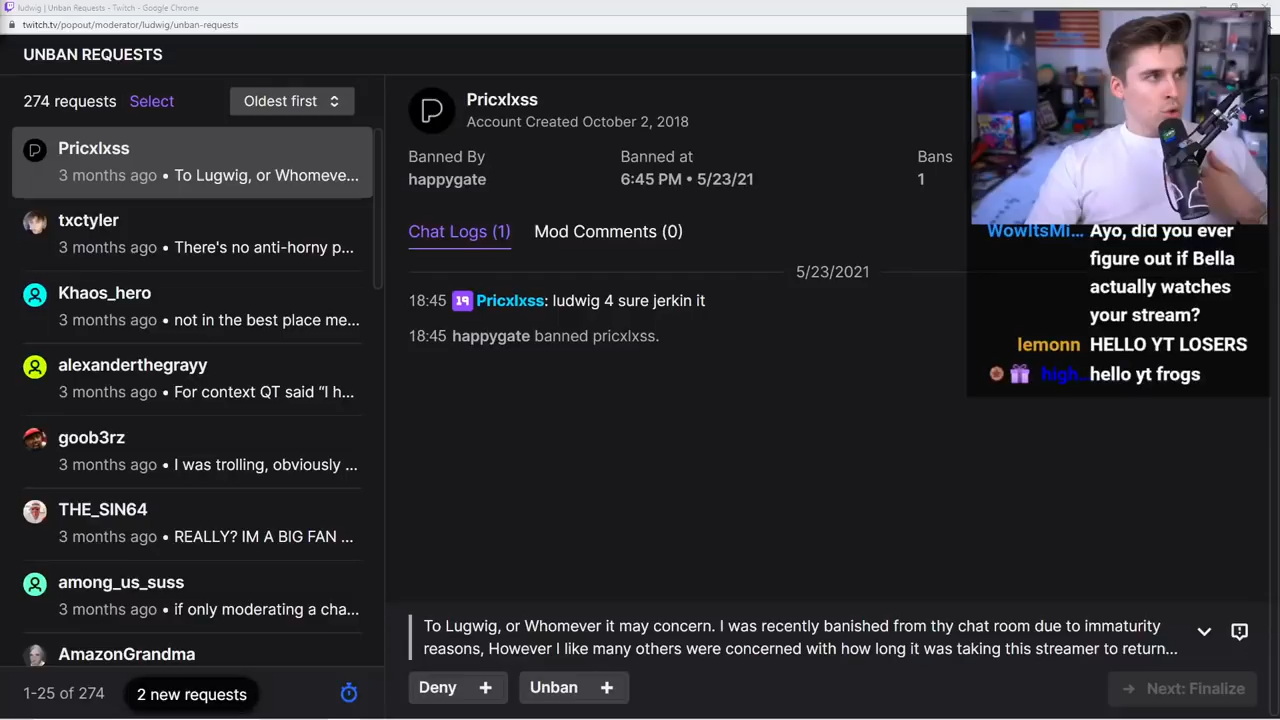 ludwig | Unban Requests - Twitch - Google Chrome
twitch.tv/popout/moderator/ludwig/unban-requests
UNBAN REQUESTS
274 requests Select Oldest first
Pricxlxss
3 months ago • To Lugwig, or Whomeve...
txctyler
3 months ago • There's no anti-horny p...
Khaos_hero
3 months ago • not in the best place me...
alexanderthegrayy
3 months ago • For context QT said “I h...
goob3rz
3 months ago • I was trolling, obviously ...
THE_SIN64
3 months ago • REALLY? IM A BIG FAN ...
among_us_suss
3 months ago • if only moderating a cha...
AmazonGrandma
1-25 of 274 2 new requests
Pricxlxss
Account Created October 2, 2018
Banned By Banned at Bans
happygate 6:45 PM • 5/23/21 1
Chat Logs (1) Mod Comments (0)
5/23/2021
18:45 19 Pricxlxss: ludwig 4 sure jerkin it
18:45 happygate banned pricxlxss.
To Lugwig, or Whomever it may concern. I was recently banished from thy chat room due to immaturity
reasons, However I like many others were concerned with how long it was taking this streamer to return...
Deny + Unban + Next: Finalize
WowItsMi... Ayo, did you ever
figure out if Bella
actually watches
your stream?
lemonn HELLO YT LOSERS
high... hello yt frogs